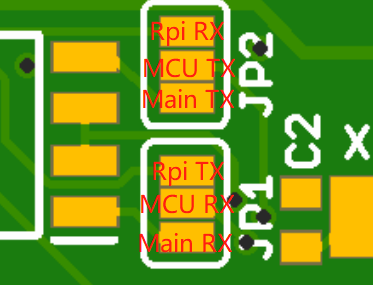 Rpi RX
MCU TX
Main TX
JP2
Rpi TX
MCU RX
Main RX
JP1
C2
X